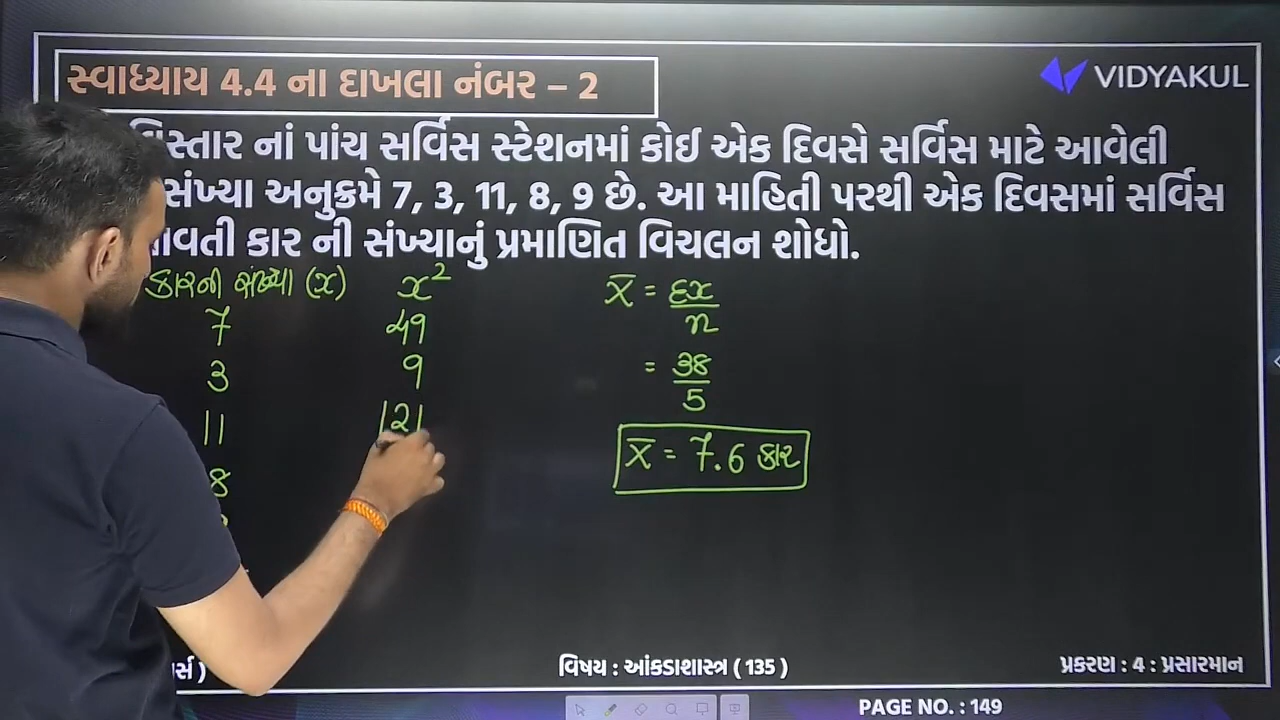 સ્વાધ્યાય 4.4 ના દાખલા નંબર – 2
VIDYAKUL
નાં પાંચ સર્વિસ સ્ટેશનમાં કોઈ એક દિવસે સર્વિસ માટે આવેલી
સંખ્યા અનુક્રમે 7, 3, 11, 8, 9 છે. આ માહિતી પરથી એક દિવસમાં સર્વિસ
કાર ની સંખ્યાનું પ્રમાણિત વિચલન શોધો.
કારની સંખ્યા (x) x²
7 49
3 9
11 121
8
x̄ = Σx / n
= 38 / 5
x̄ = 7.6 કાર
વિષય : આંકડાશાસ્ત્ર ( 135 )
પ્રકરણ : 4 : પ્રસારમાન
PAGE NO. : 149